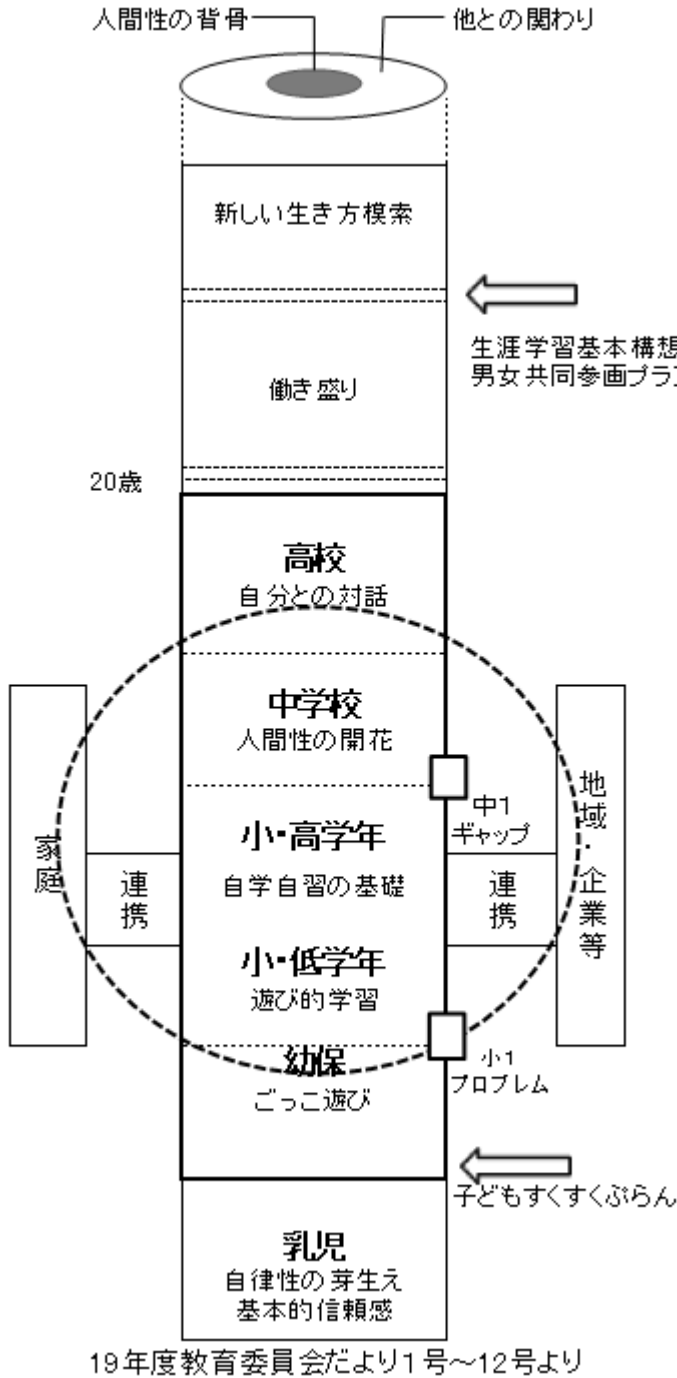 人間性の背骨
他との関わり
新しい生き方模索
生涯学習基本構想
男女共同参画プラ
働き盛り
20歳
高校
自分との対話
中学校
人間性の開花
中1
ギャップ
小・高学年
自学自習の基礎
家庭
連携
連携
地域・企業等
小・低学年
遊び的学習
幼保
ごっこ遊び
小1
プロブレム
子どもすくすくぷらん
乳児
自律性の芽生え
基本的信頼感
19年度教育委員会だより1号～12号より